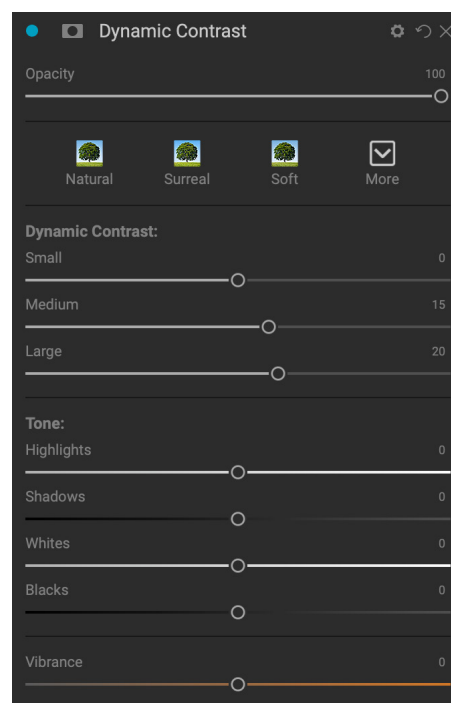 Dynamic Contrast
Opacity 100
Natural Surreal Soft More
Dynamic Contrast:
Small 0
Medium 15
Large 20
Tone:
Highlights 0
Shadows 0
Whites 0
Blacks 0
Vibrance 0